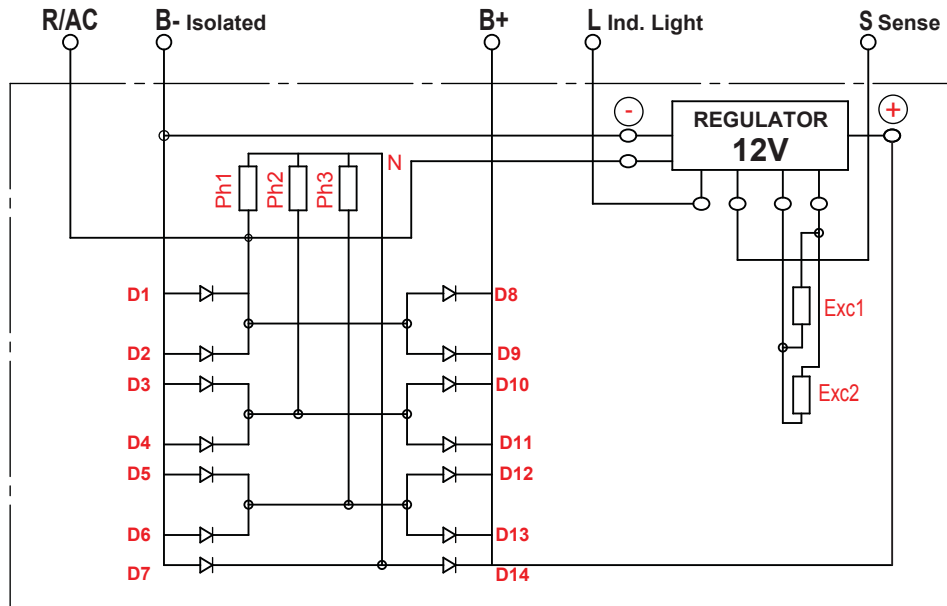 R/AC B- Isolated B+ L Ind. Light S Sense
- +
REGULATOR
12V
N
Ph1 Ph2 Ph3
D1 D8
Exc1
D2 D9
D3 D10
Exc2
D4 D11
D5 D12
D6 D13
D7 D14